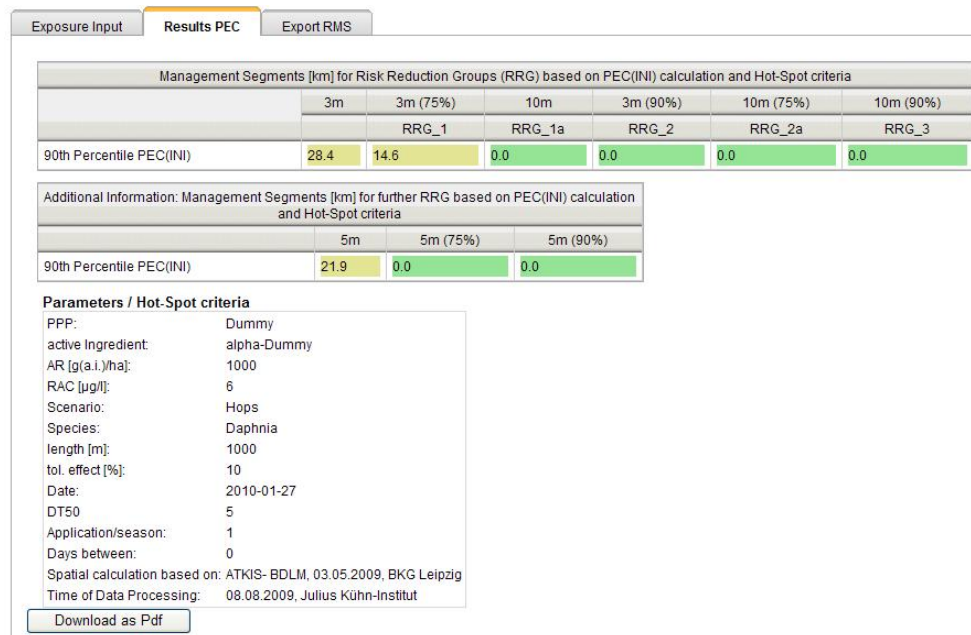 Exposure Input Results PEC Export RMS
Management Segments [km] for Risk Reduction Groups (RRG) based on PEC(INI) calculation and Hot-Spot criteria
3m 3m (75%) 10m 3m (90%) 10m (75%) 10m (90%)
RRG_1 RRG_1a RRG_2 RRG_2a RRG_3
90th Percentile PEC(INI) 28.4 14.6 0.0 0.0 0.0 0.0
Additional Information: Management Segments [km] for further RRG based on PEC(INI) calculation
and Hot-Spot criteria
5m 5m (75%) 5m (90%)
90th Percentile PEC(INI) 21.9 0.0 0.0
Parameters / Hot-Spot criteria
PPP: Dummy
active Ingredient: alpha-Dummy
AR [g(a.i.)/ha]: 1000
RAC [µg/l]: 6
Scenario: Hops
Species: Daphnia
length [m]: 1000
tol. effect [%]: 10
Date: 2010-01-27
DT50 5
Application/season: 1
Days between: 0
Spatial calculation based on: ATKIS- BDLM, 03.05.2009, BKG Leipzig
Time of Data Processing: 08.08.2009, Julius Kühn-Institut
Download as Pdf